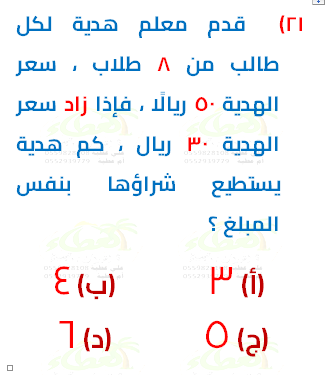 ٢١) قدم معلم هدية لكل
طالب من ٨ طلاب ، سعر
الهدية ٥٠ ريالًا ، فإذا زاد سعر
الهدية ٣٠ ريال ، كم هدية
يستطيع شراؤها بنفس
المبلغ ؟
(أ) ٣ (ب) ٤
(ج) ٥ (د) ٦